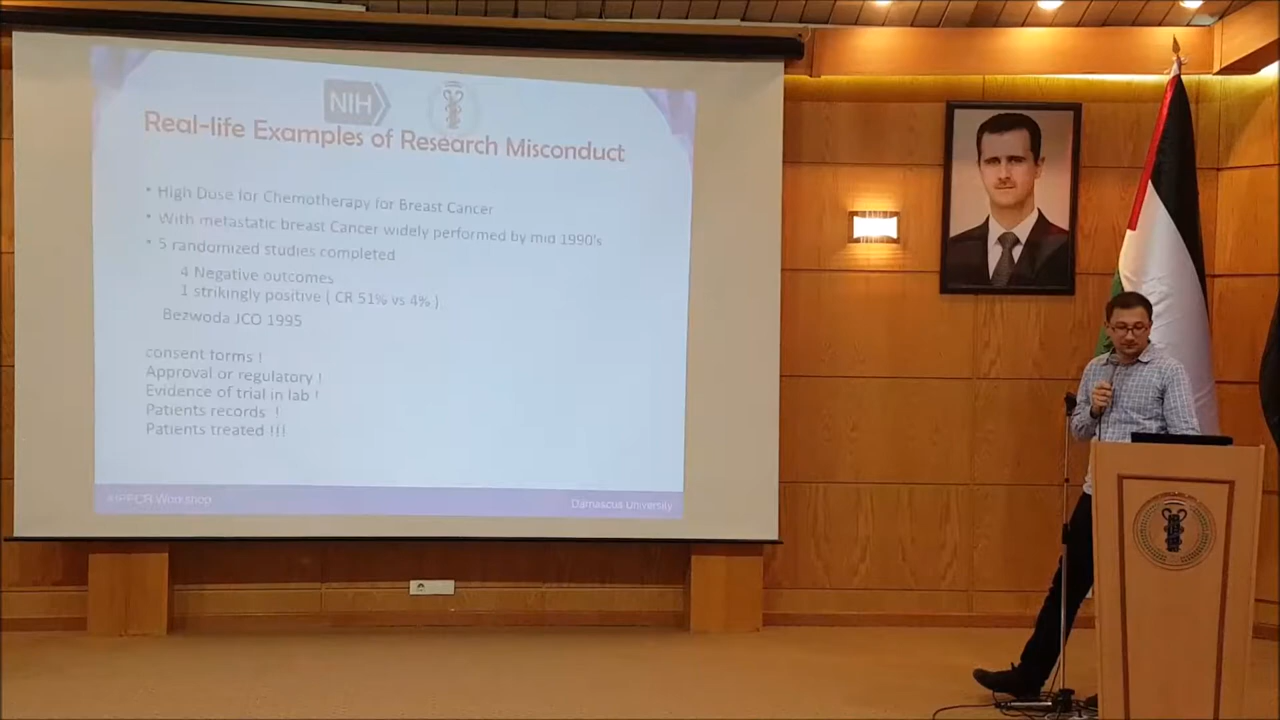 NIH
Real-life Examples of Research Misconduct
• High Duse for Chemotherapy for Breast Cancer
• With metastatic breast Cancer widely performed by mid 1990's
• 5 randomized studies completed
4 Negative outcomes
1 strikingly positive ( CR 51% vs 4% )
Bezwoda JCO 1995
consent forms !
Approval or regulatory !
Evidence of trial in lab !
Patients records !
Patients treated !!!
Workshop
Damascus University